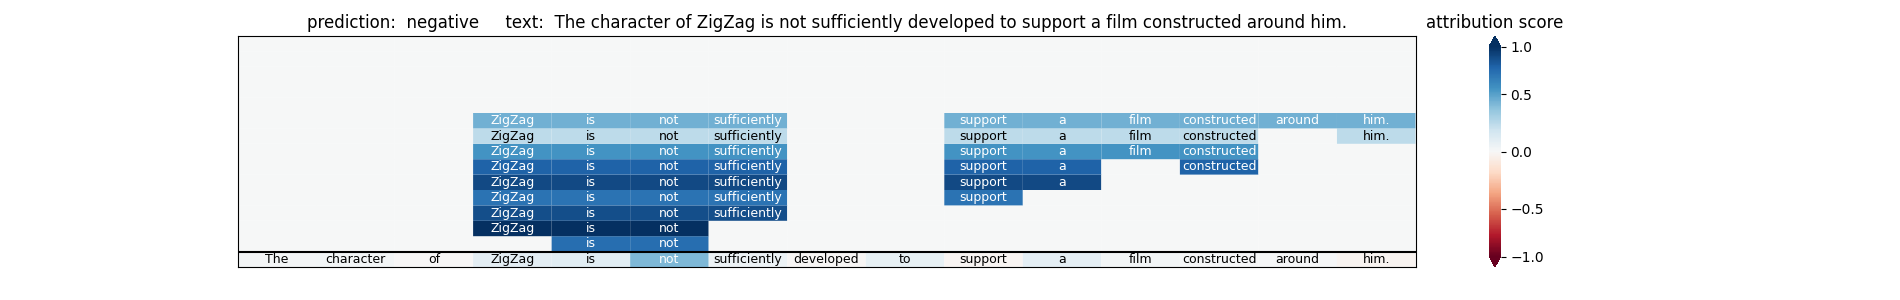 prediction: negative text: The character of ZigZag is not sufficiently developed to support a film constructed around him. attribution score
1.0
0.5
0.0
−0.5
−1.0
ZigZag is not sufficiently support a film constructed around him.
ZigZag is not sufficiently support a film constructed him.
ZigZag is not sufficiently support a film constructed
ZigZag is not sufficiently support a constructed
ZigZag is not sufficiently support a
ZigZag is not sufficiently support
ZigZag is not sufficiently
ZigZag is not
is not
The character of ZigZag is not sufficiently developed to support a film constructed around him.